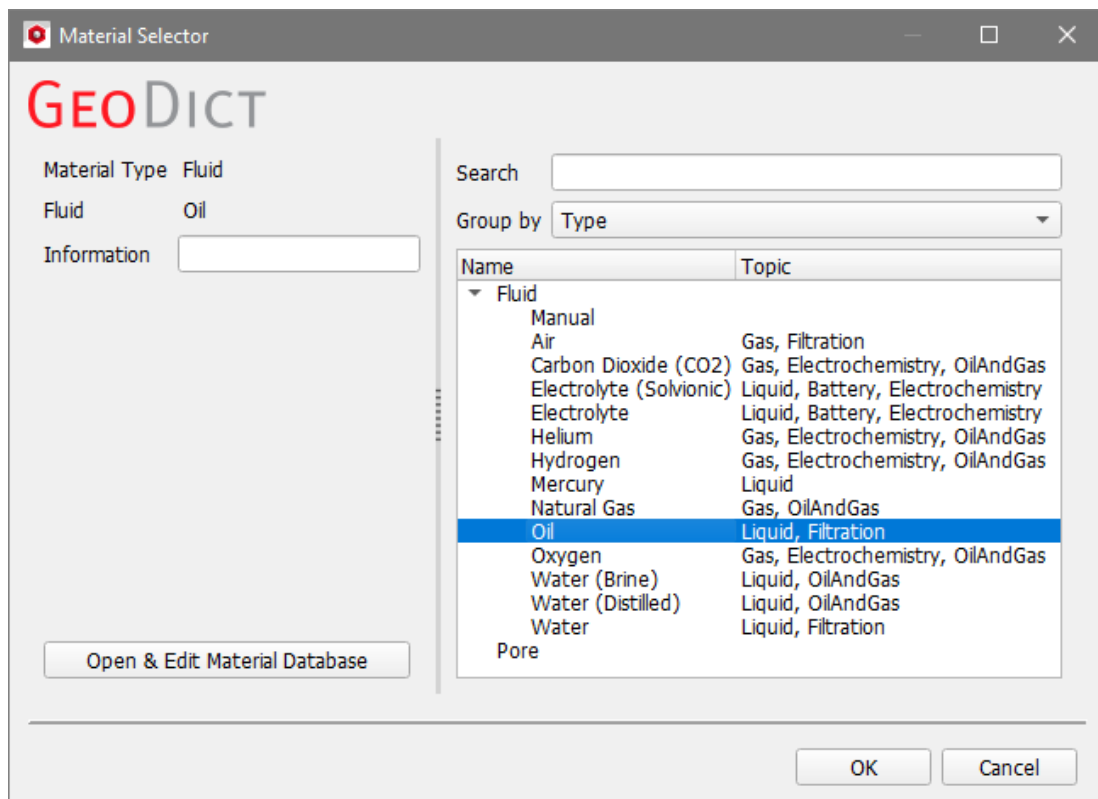 Material Selector
GEODICT
Material Type Fluid
Fluid Oil
Information
Open & Edit Material Database
Search
Group by Type
Name Topic
Fluid
Manual
Air Gas, Filtration
Carbon Dioxide (CO2) Gas, Electrochemistry, OilAndGas
Electrolyte (Solvionic) Liquid, Battery, Electrochemistry
Electrolyte Liquid, Battery, Electrochemistry
Helium Gas, Electrochemistry, OilAndGas
Hydrogen Gas, Electrochemistry, OilAndGas
Mercury Liquid
Natural Gas Gas, OilAndGas
Oil Liquid, Filtration
Oxygen Gas, Electrochemistry, OilAndGas
Water (Brine) Liquid, OilAndGas
Water (Distilled) Liquid, OilAndGas
Water Liquid, Filtration
Pore
OK Cancel